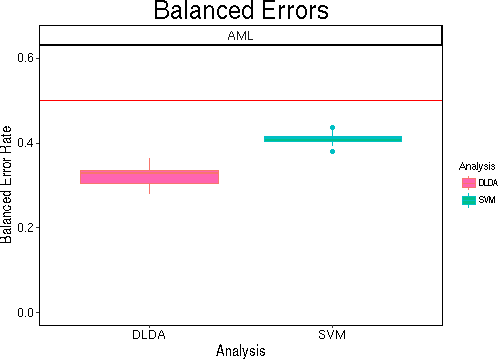 Balanced Errors
AML
0.6
0.4
0.2
0.0
Balanced Error Rate
DLDA
SVM
Analysis
Analysis
DLDA
SVM